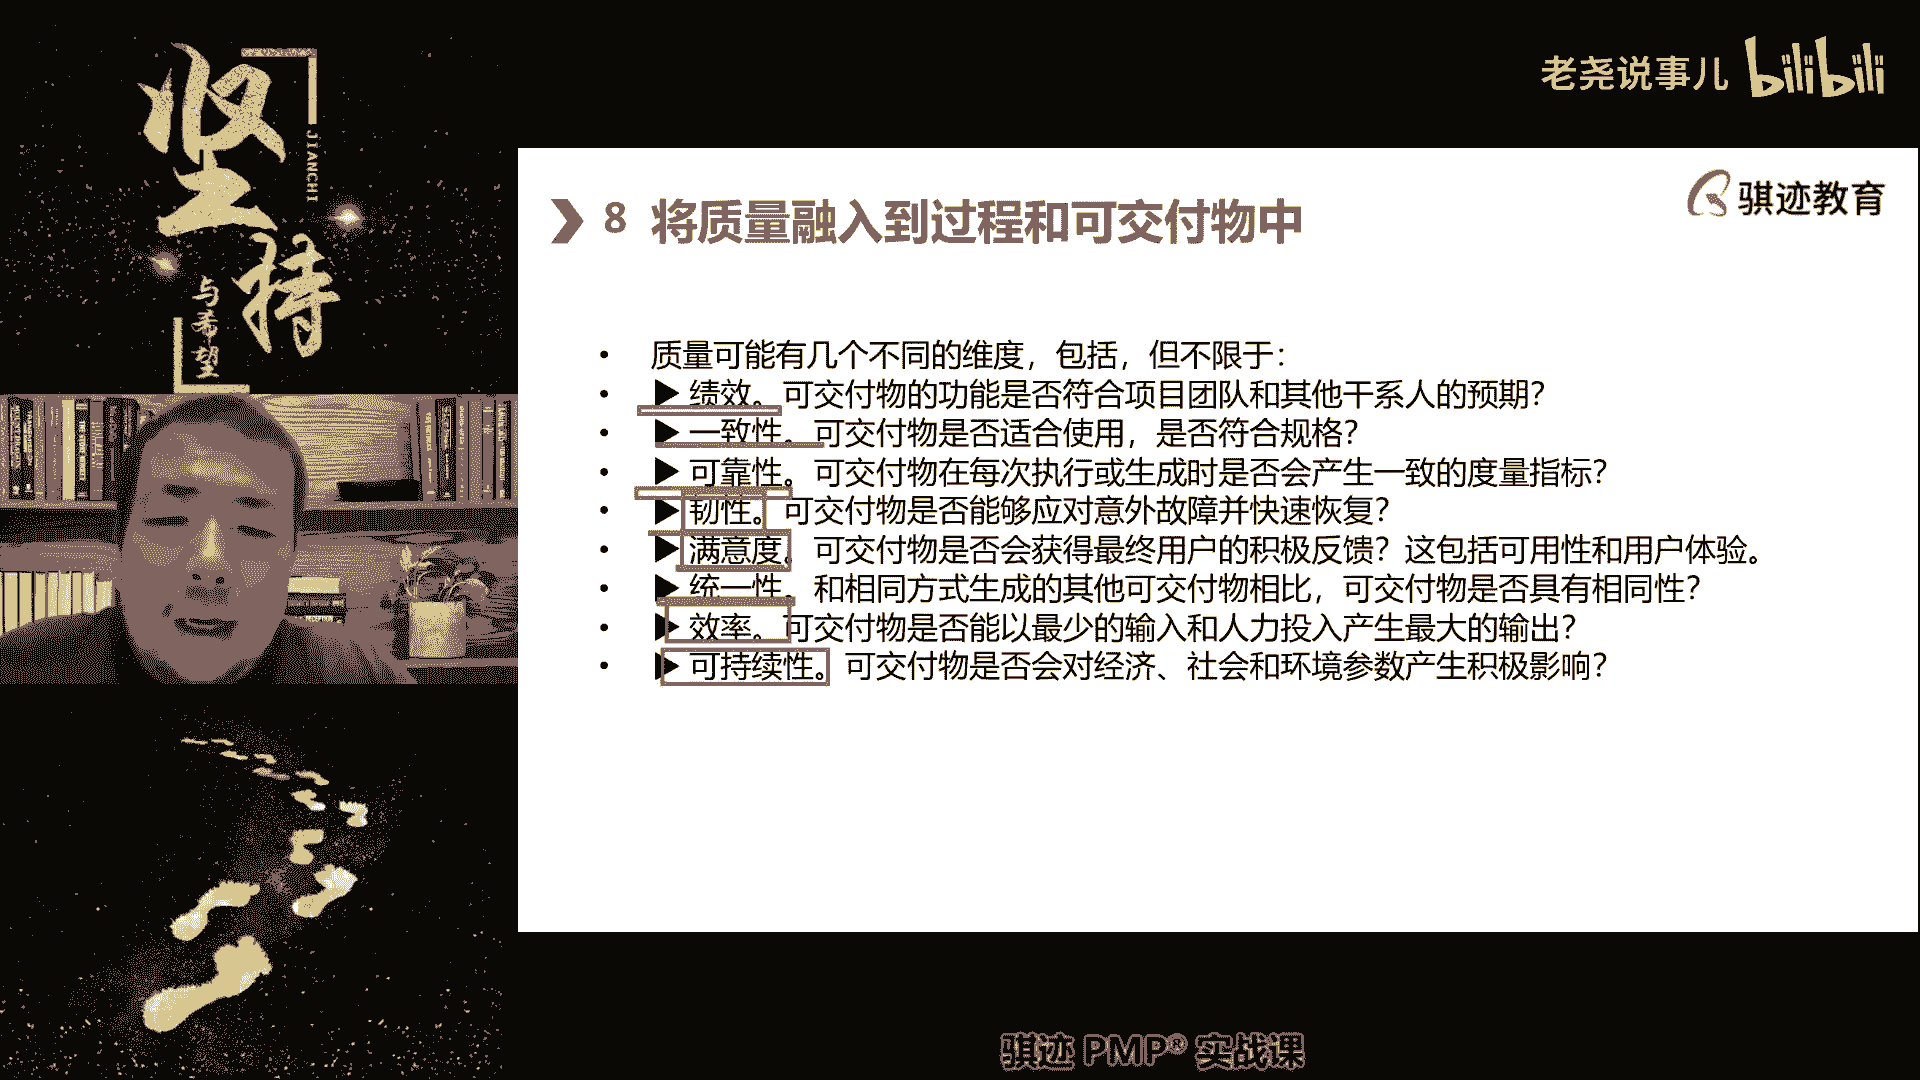 坚持
JIANCHI
与希望
老尧说事儿 bilibili
骐迹教育
8 将质量融入到过程和可交付物中
• 质量可能有几个不同的维度，包括，但不限于：
• ▶ 绩效。可交付物的功能是否符合项目团队和其他干系人的预期？
• ▶ 一致性。可交付物是否适合使用，是否符合规格？
• ▶ 可靠性。可交付物在每次执行或生成时是否会产生一致的度量指标？
• ▶ 韧性。可交付物是否能够应对意外故障并快速恢复？
• ▶ 满意度。可交付物是否会获得最终用户的积极反馈？这包括可用性和用户体验。
• ▶ 统一性。和相同方式生成的其他可交付物相比，可交付物是否具有相同性？
• ▶ 效率。可交付物是否能以最少的输入和人力投入产生最大的输出？
• ▶ 可持续性。可交付物是否会对经济、社会和环境参数产生积极影响？
骐迹 PMP® 实战课